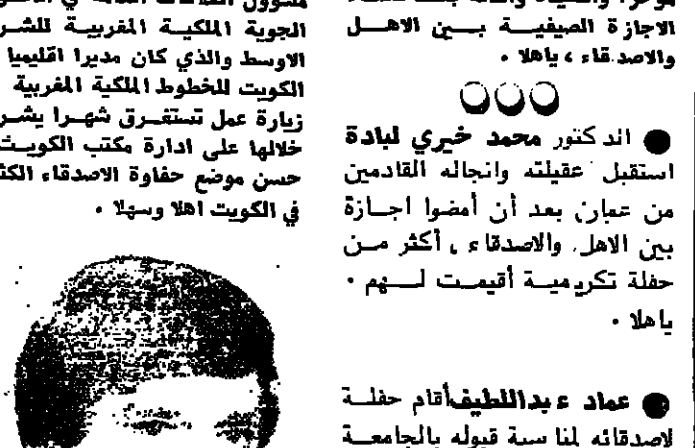 الاجازة الصيفية بين الاهل
والاصدقاء ، ياهلا .
● الدكتور محمد خيري لبادة
استقبل عقيلته وانجاله القادمين
من عمان بعد أن أمضوا اجازة
بين الاهل والاصدقاء ، أكثر من
حفلة تكريمية أقيمت لهم .
ياهلا .
● عماد عبداللطيف أقام حفلة
لاصدقائه لمناسبة قبوله بالجامعة
الجوية الملكية المغربية للشر
الاوسط والذي كان مديرا اقليميا
الكويت للخطوط الملكية المغربية
زيارة عمل تستغرق شهرا يشر
خلالها على ادارة مكتب الكويت
حسن موضع حفاوة الاصدقاء الكث
في الكويت اهلا وسهلا .